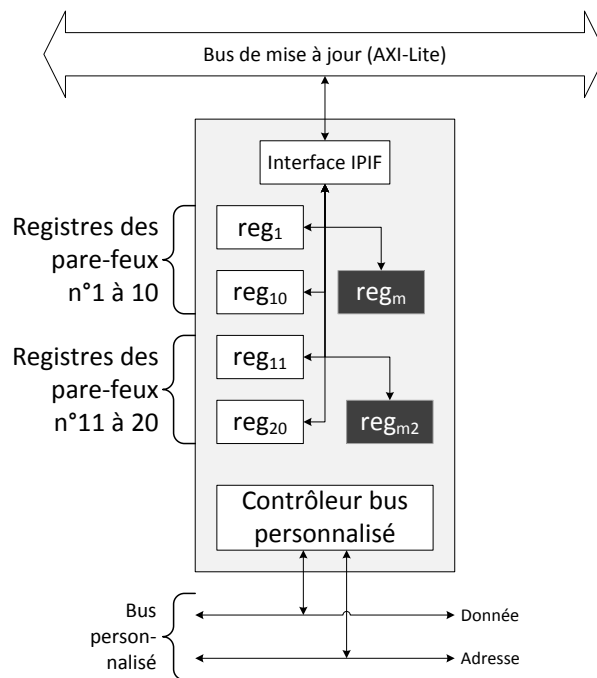 Bus de mise à jour (AXI-Lite)
Interface IPIF
Registres des
pare-feux
n°1 à 10
reg1
reg10
regm
Registres des
pare-feux
n°11 à 20
reg11
reg20
regm2
Contrôleur bus
personnalisé
Bus
person-
nalisé
Donnée
Adresse